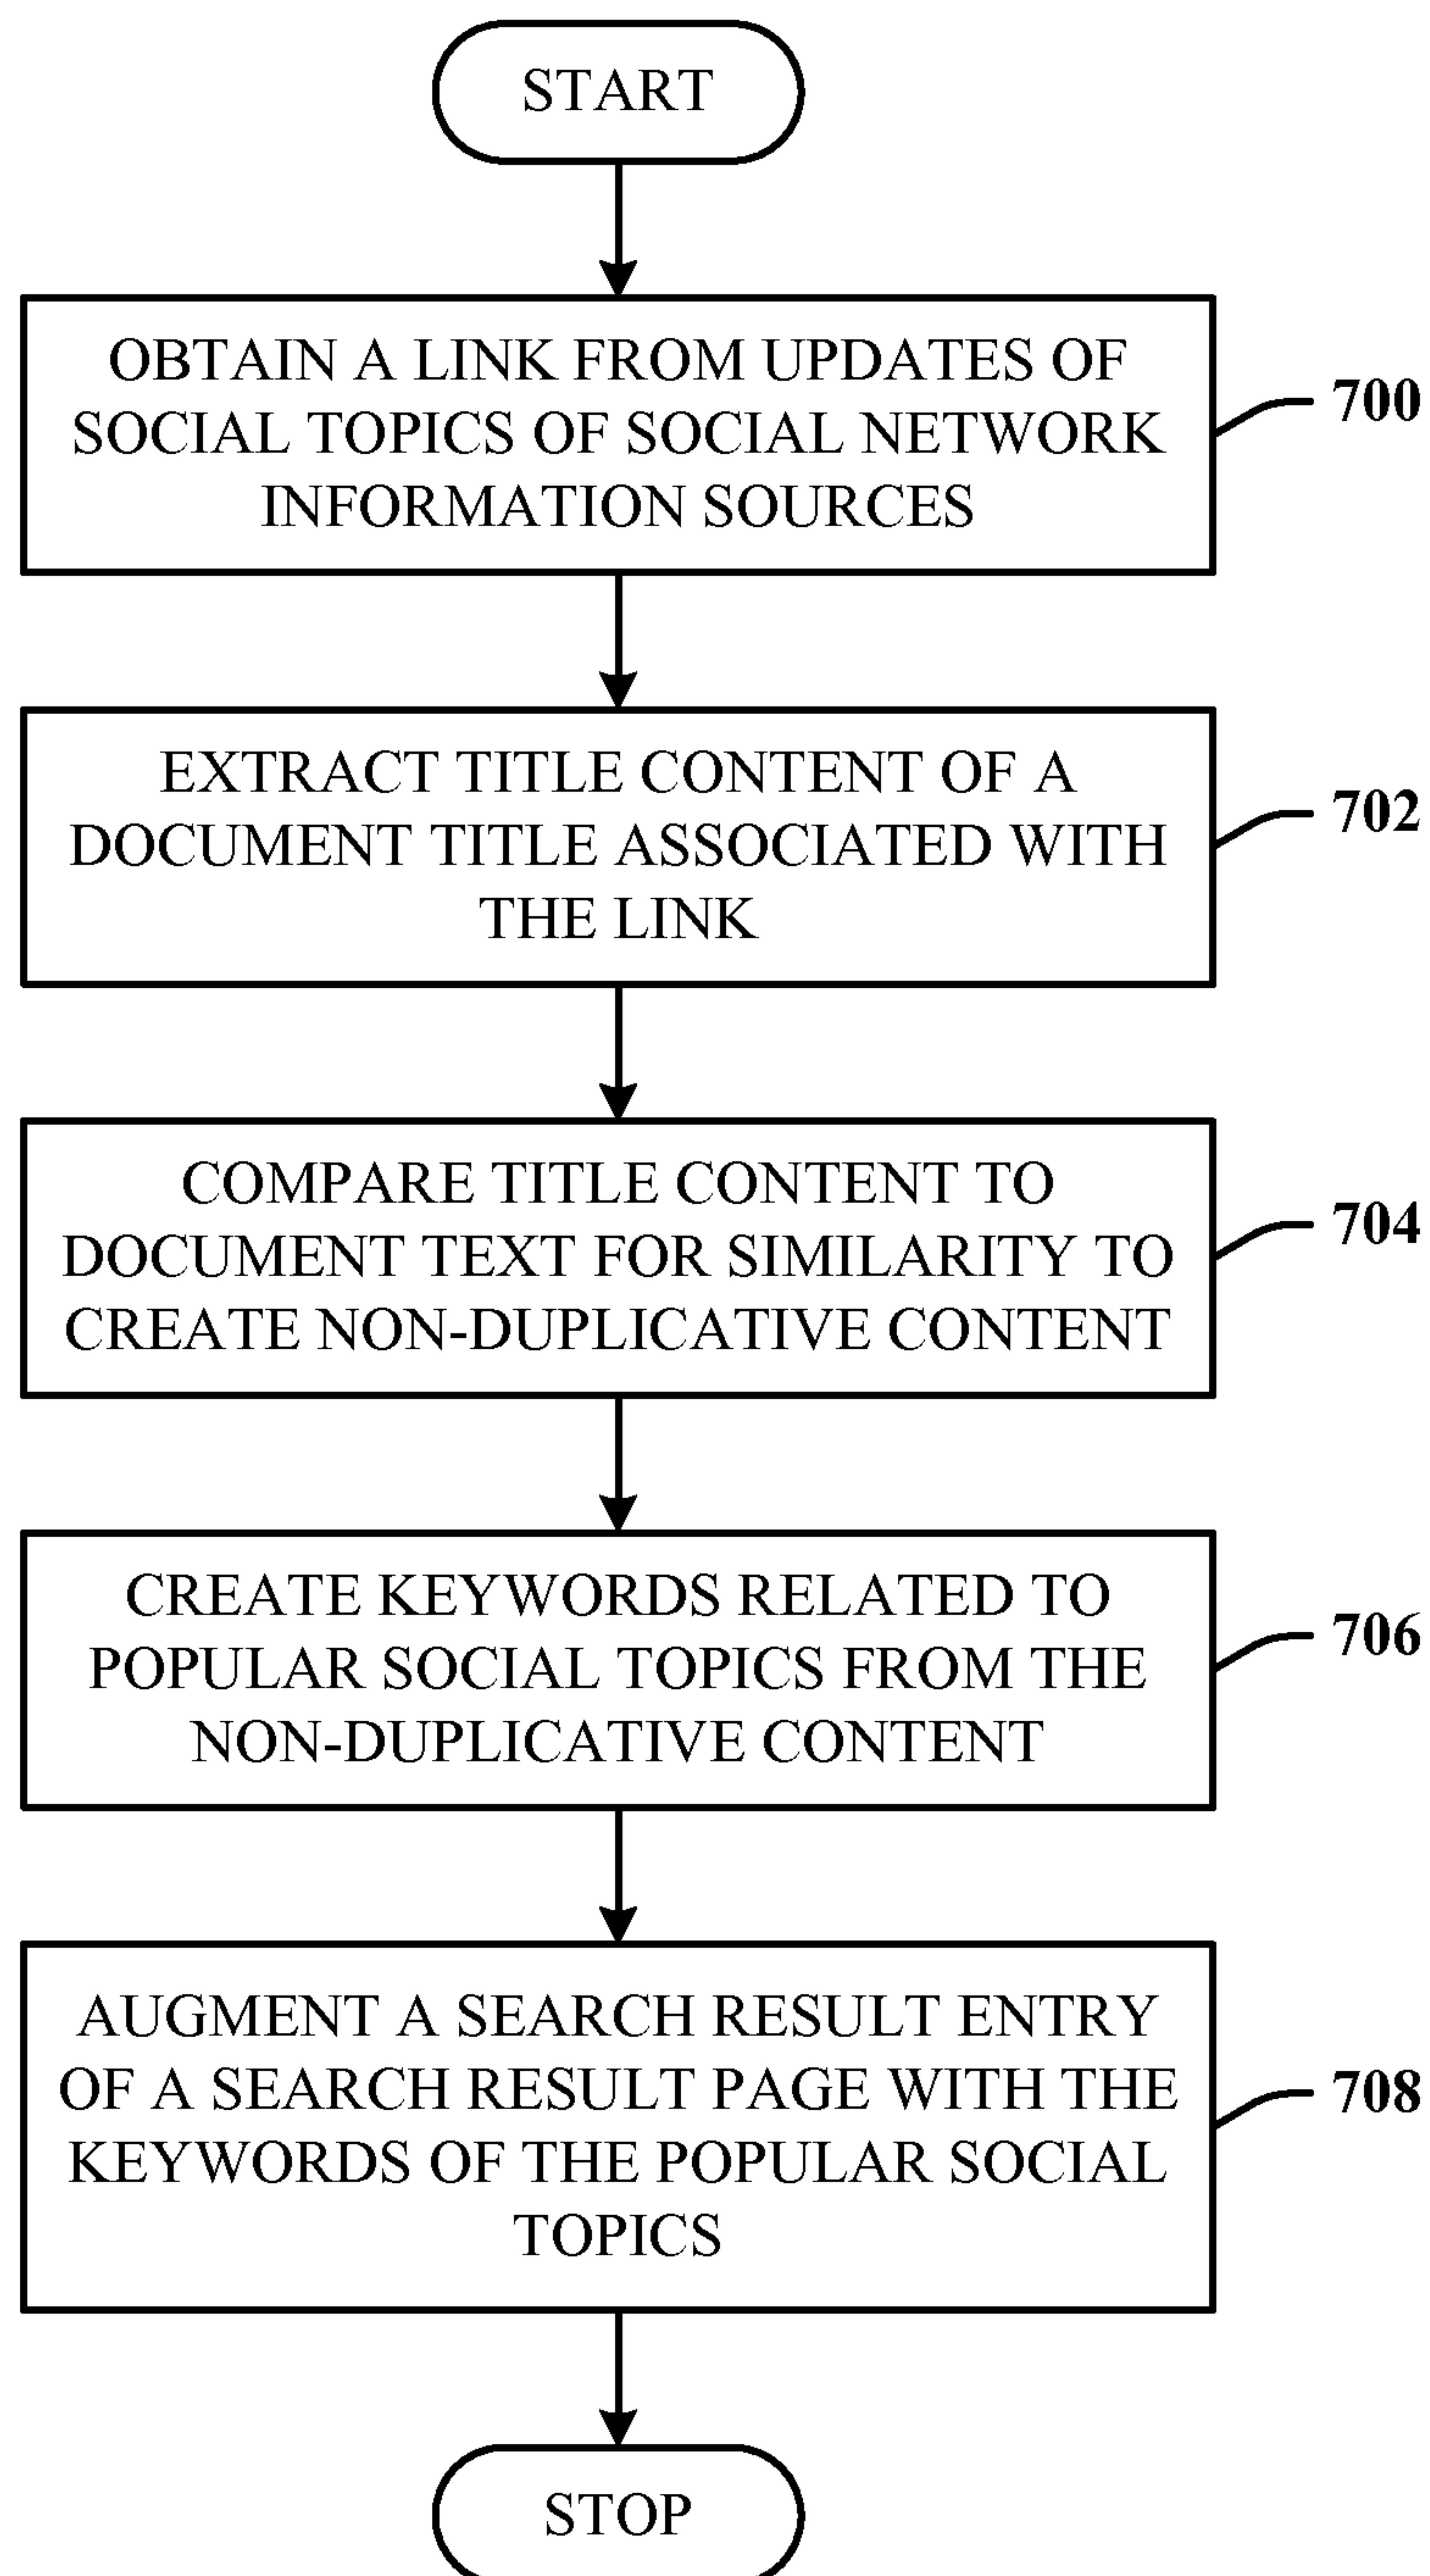 START
OBTAIN A LINK FROM UPDATES OF
SOCIAL TOPICS OF SOCIAL NETWORK
INFORMATION SOURCES
700
EXTRACT TITLE CONTENT OF A
DOCUMENT TITLE ASSOCIATED WITH
THE LINK
702
COMPARE TITLE CONTENT TO
DOCUMENT TEXT FOR SIMILARITY TO
CREATE NON-DUPLICATIVE CONTENT
704
CREATE KEYWORDS RELATED TO
POPULAR SOCIAL TOPICS FROM THE
NON-DUPLICATIVE CONTENT
706
AUGMENT A SEARCH RESULT ENTRY
OF A SEARCH RESULT PAGE WITH THE
KEYWORDS OF THE POPULAR SOCIAL
TOPICS
708
STOP